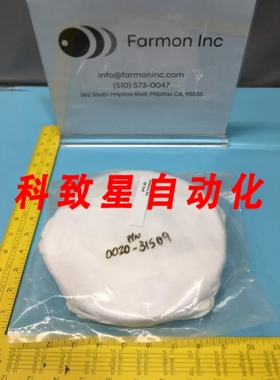 Farmon Inc
info@farmoninc.com
(510) 573-0047
565 South Milpitas Blvd, Milpitas CA, 95035
科致星自动化
P/N
0020-31509